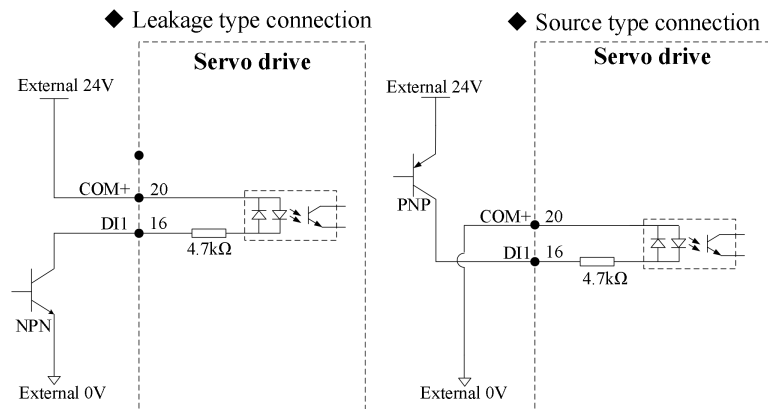 ◆ Leakage type connection
Servo drive
External 24V
COM+ 20
DI1 16
4.7kΩ
NPN
External 0V
◆ Source type connection
Servo drive
External 24V
PNP
COM+ 20
DI1 16
4.7kΩ
External 0V